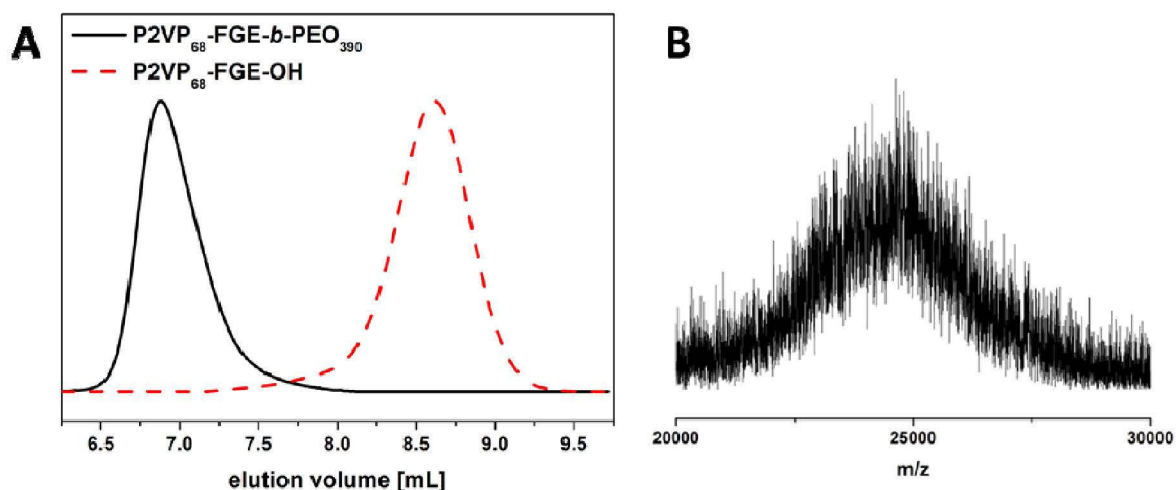 A
P2VP68-FGE-b-PEO390
P2VP68-FGE-OH
6.5 7.0 7.5 8.0 8.5 9.0 9.5
elution volume [mL]
B
20000 25000 30000
m/z